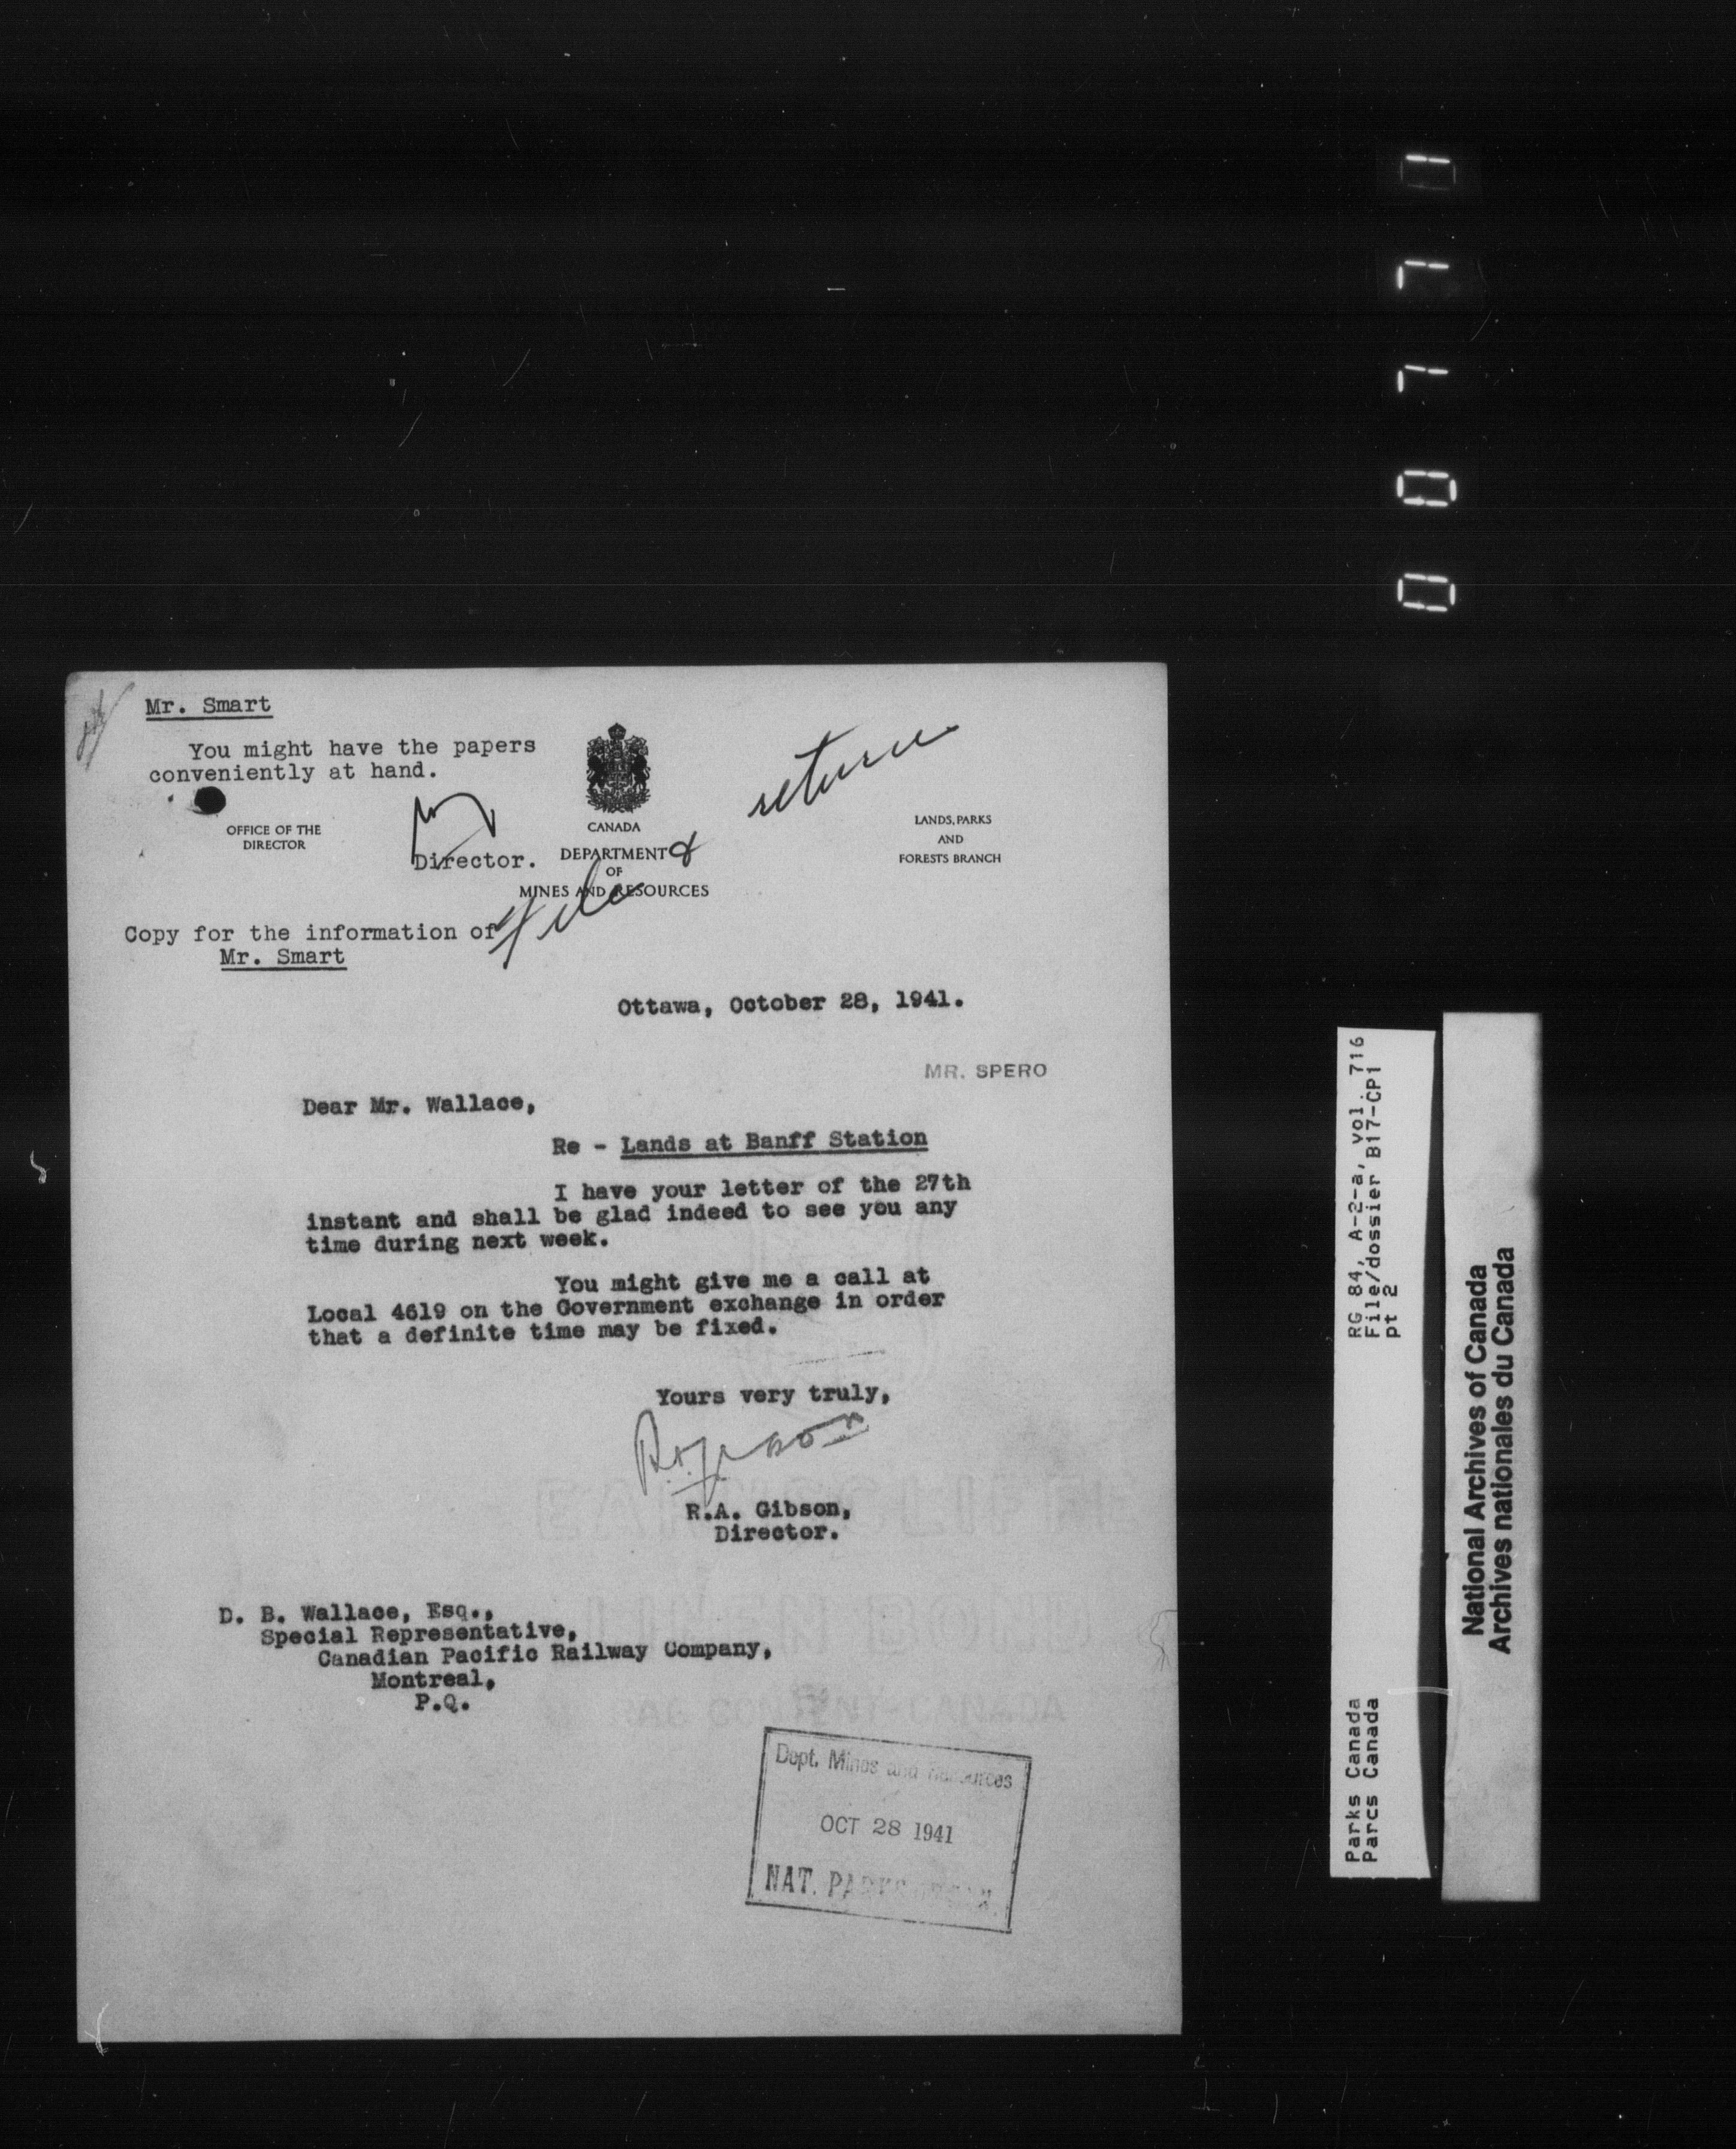 Mr. Smart
You might have the papers
conveniently at hand.
return
OFFICE OF THE
DIRECTOR
Director.
CANADA
DEPARTMENT
OF
MINES AND RESOURCES
LANDS, PARKS
AND
FORESTS BRANCH
&
file
Copy for the information of
Mr. Smart
Ottawa, October 28, 1941.
MR. SPERO
Dear Mr. Wallace,
Re - Lands at Banff Station
I have your letter of the 27th
instant and shall be glad indeed to see you any
time during next week.
You might give me a call at
Local 4619 on the Government exchange in order
that a definite time may be fixed.
Yours very truly,
R.A. Gibson,
Director.
D. B. Wallace, Esq.,
Special Representative,
Canadian Pacific Railway Company,
Montreal,
P.Q.
Dept. Mines and Resources
OCT 28 1941
NAT. PARKS
RG 84, A-2-a, vol. 716
File/dossier B17-CP1
pt 2
Parks Canada
Parcs Canada
National Archives of Canada
Archives nationales du Canada